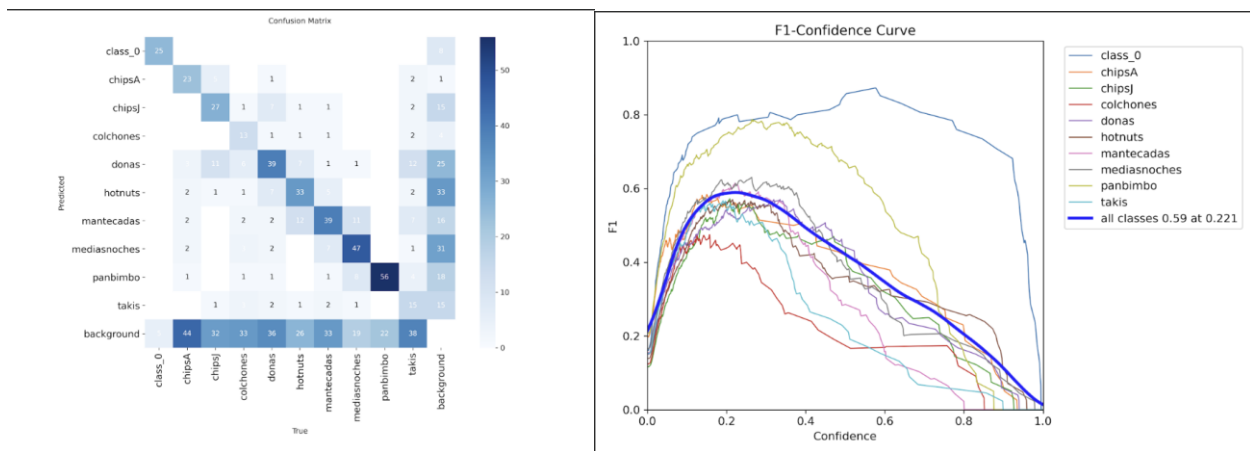 Confusion Matrix
class_0 25
chipsA 23 1 2 1
chipsJ 27 1 1 1 2 15
colchones 13 1 1 2
donas 12 39 1 1 12 25
hotnuts 2 1 1 33 2 33
mantecadas 2 2 2 12 39 11 16
mediasnoches 2 2 47 1 31
panbimbo 1 1 1 1 56 18
takis 1 2 1 2 1 15 15
background 44 32 33 36 26 33 19 22 38
class_0 chipsA chipsJ colchones donas hotnuts mantecadas mediasnoches panbimbo takis background
True
Predicted
50
40
30
20
10
0
F1-Confidence Curve
1.0
0.8
0.6
0.4
0.2
0.0
F1
0.0 0.2 0.4 0.6 0.8 1.0
Confidence
class_0
chipsA
chipsJ
colchones
donas
hotnuts
mantecadas
mediasnoches
panbimbo
takis
all classes 0.59 at 0.221